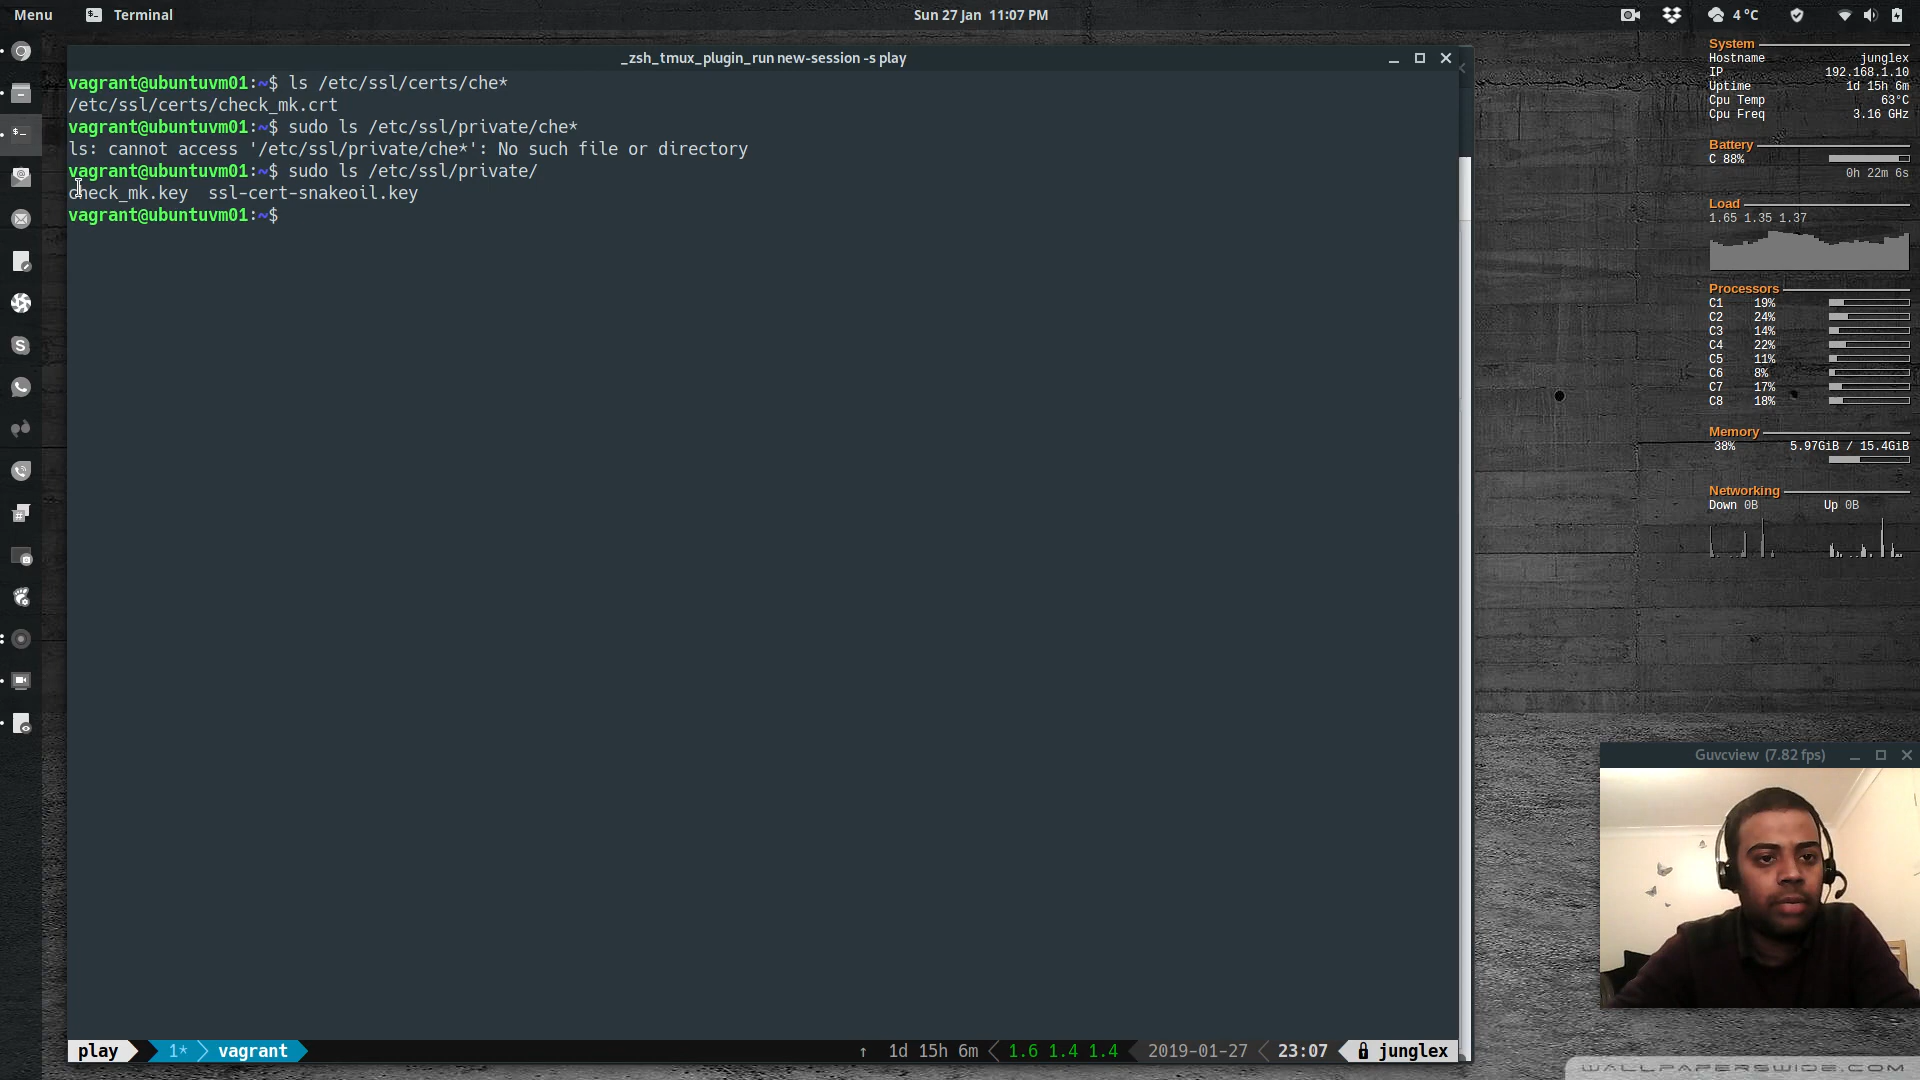 Menu
Terminal
Sun 27 Jan 11:07 PM
4 °C
_zsh_tmux_plugin_run new-session -s play
vagrant@ubuntuvm01:~$ ls /etc/ssl/certs/che*
/etc/ssl/certs/check_mk.crt
vagrant@ubuntuvm01:~$ sudo ls /etc/ssl/private/che*
ls: cannot access '/etc/ssl/private/che*': No such file or directory
vagrant@ubuntuvm01:~$ sudo ls /etc/ssl/private/
check_mk.key  ssl-cert-snakeoil.key
vagrant@ubuntuvm01:~$
play
1*
vagrant
↑ 1d 15h 6m
1.6 1.4 1.4
2019-01-27
23:07
junglex
System
Hostname junglex
IP 192.168.1.10
Uptime 1d 15h 6m
Cpu Temp 63°C
Cpu Freq 3.16 GHz
Battery
C 88%
0h 22m 6s
Load
1.65 1.35 1.37
Processors
C1 19%
C2 24%
C3 14%
C4 22%
C5 11%
C6 8%
C7 17%
C8 18%
Memory
38% 5.97GiB / 15.4GiB
Networking
Down 0B Up 0B
Guvcview (7.82 fps)
WALLPAPERSWIDE.COM